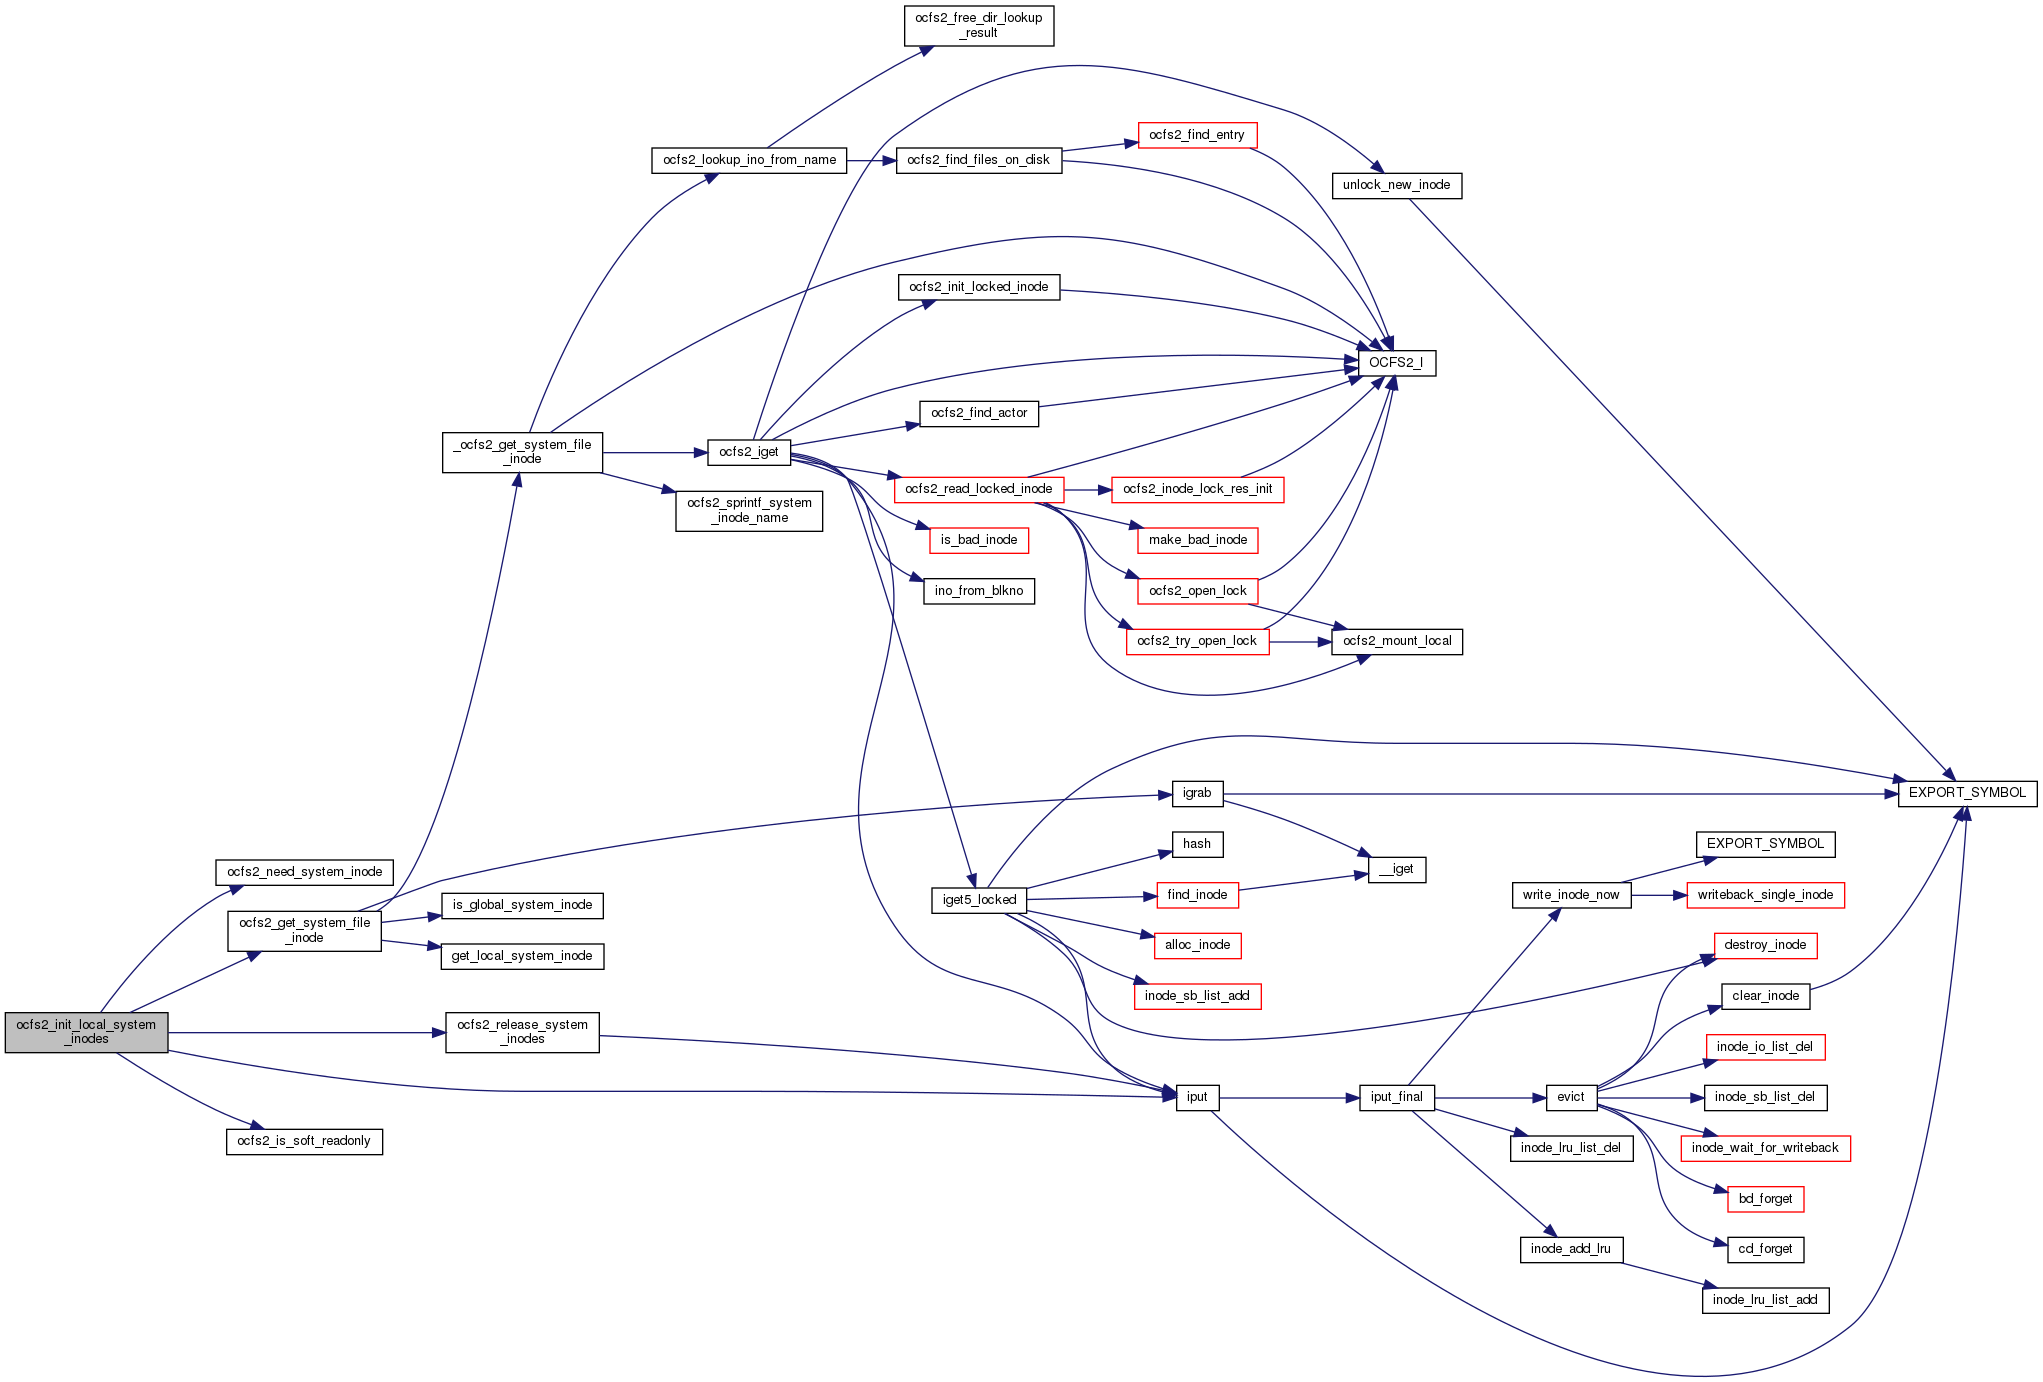 ocfs2_free_dir_lookup
_result
ocfs2_find_entry
ocfs2_lookup_ino_from_name
ocfs2_find_files_on_disk
unlock_new_inode
ocfs2_init_locked_inode
OCFS2_I
ocfs2_find_actor
_ocfs2_get_system_file
_inode
ocfs2_iget
ocfs2_read_locked_inode
ocfs2_inode_lock_res_init
ocfs2_sprintf_system
_inode_name
is_bad_inode
make_bad_inode
ino_from_blkno
ocfs2_open_lock
ocfs2_try_open_lock
ocfs2_mount_local
igrab
EXPORT_SYMBOL
hash
EXPORT_SYMBOL
__iget
ocfs2_need_system_inode
find_inode
write_inode_now
writeback_single_inode
iget5_locked
is_global_system_inode
ocfs2_get_system_file
_inode
alloc_inode
destroy_inode
get_local_system_inode
inode_sb_list_add
clear_inode
ocfs2_init_local_system
_inodes
ocfs2_release_system
_inodes
inode_io_list_del
iput
iput_final
evict
inode_sb_list_del
ocfs2_is_soft_readonly
inode_lru_list_del
inode_wait_for_writeback
bd_forget
inode_add_lru
cd_forget
inode_lru_list_add